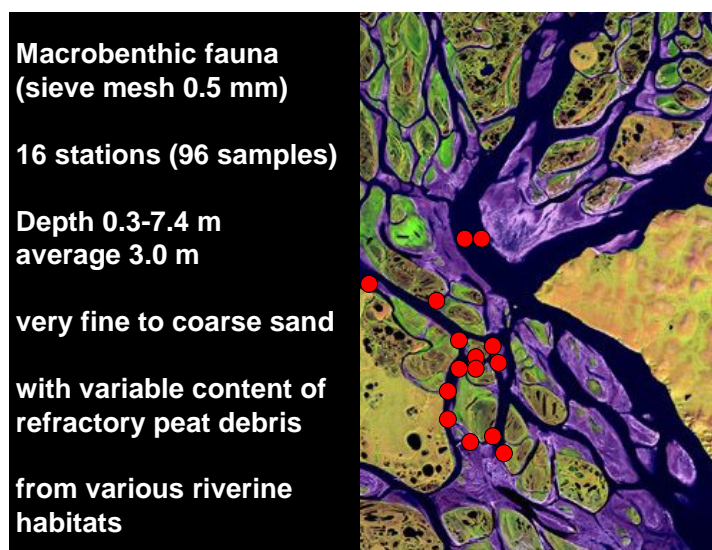 Macrobenthic fauna
(sieve mesh 0.5 mm)
16 stations (96 samples)
Depth 0.3-7.4 m
average 3.0 m
very fine to coarse sand
with variable content of
refractory peat debris
from various riverine
habitats